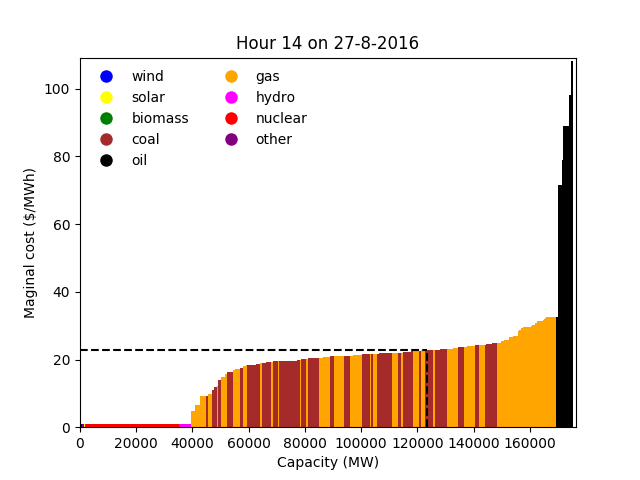 Hour 14 on 27-8-2016
Maginal cost ($/MWh)
100
80
60
40
20
0
wind
solar
biomass
coal
oil
gas
hydro
nuclear
other
0 20000 40000 60000 80000 100000 120000 140000 160000
Capacity (MW)